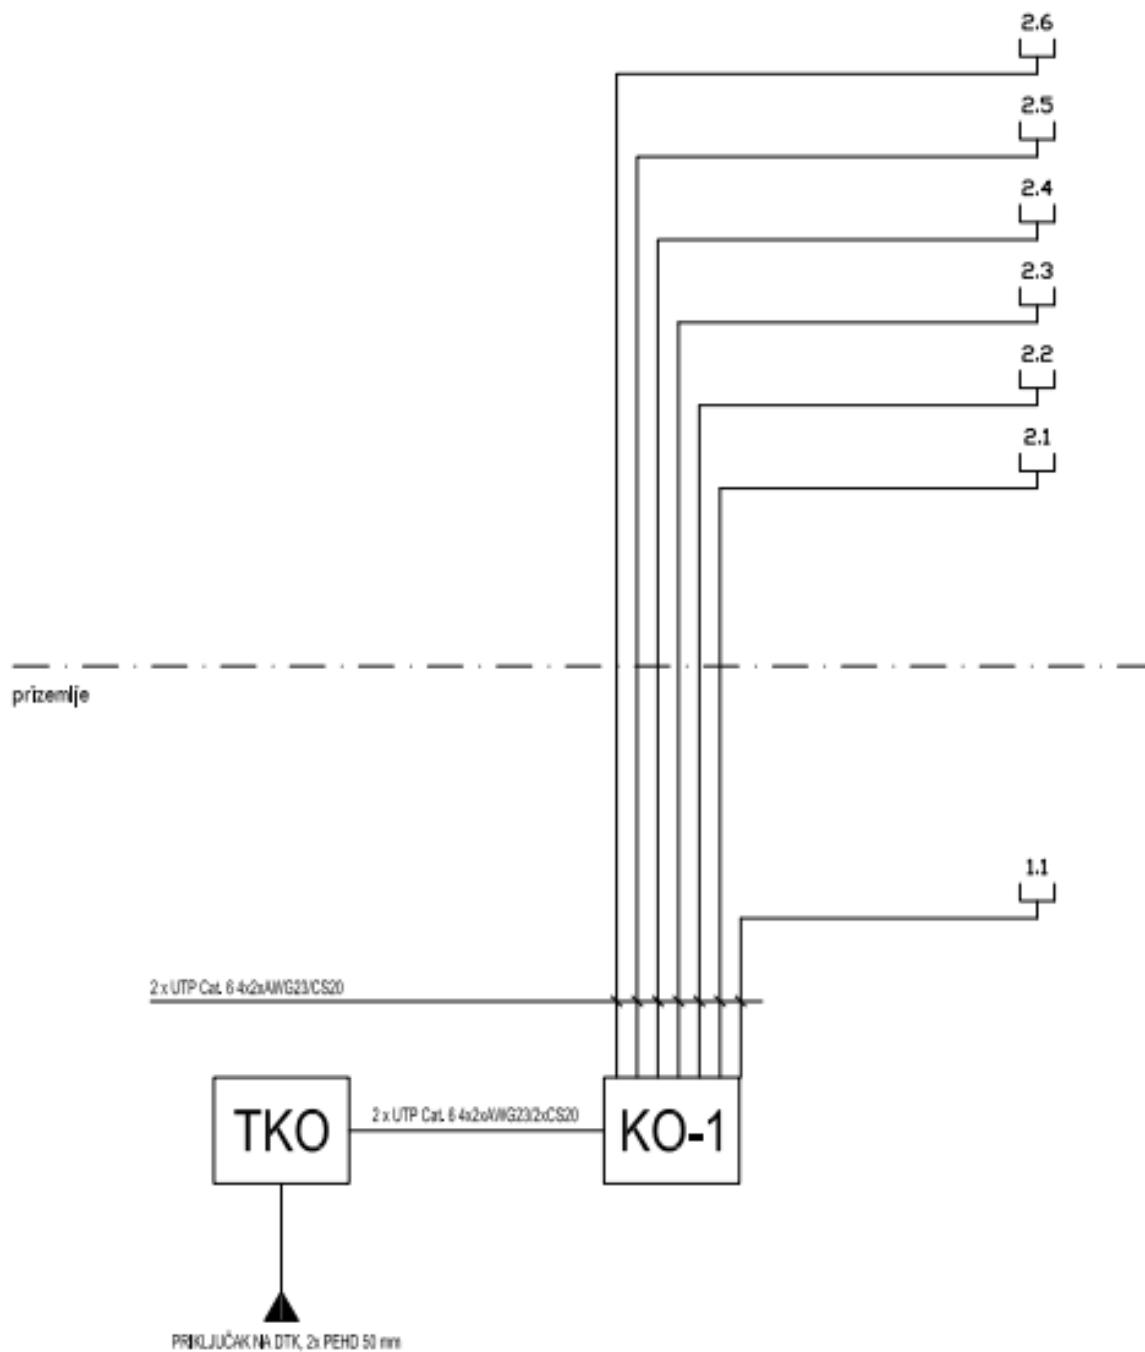 2.6
2.5
2.4
2.3
2.2
2.1
prizemlje
1.1
2 x UTP Cat. 6 4x2xAWG23/CS20
TKO
2 x UTP Cat. 6 4x2xAWG23/2xCS20
KO-1
PRIKLJUČAK NA DTK, 2x PEHD 50 mm